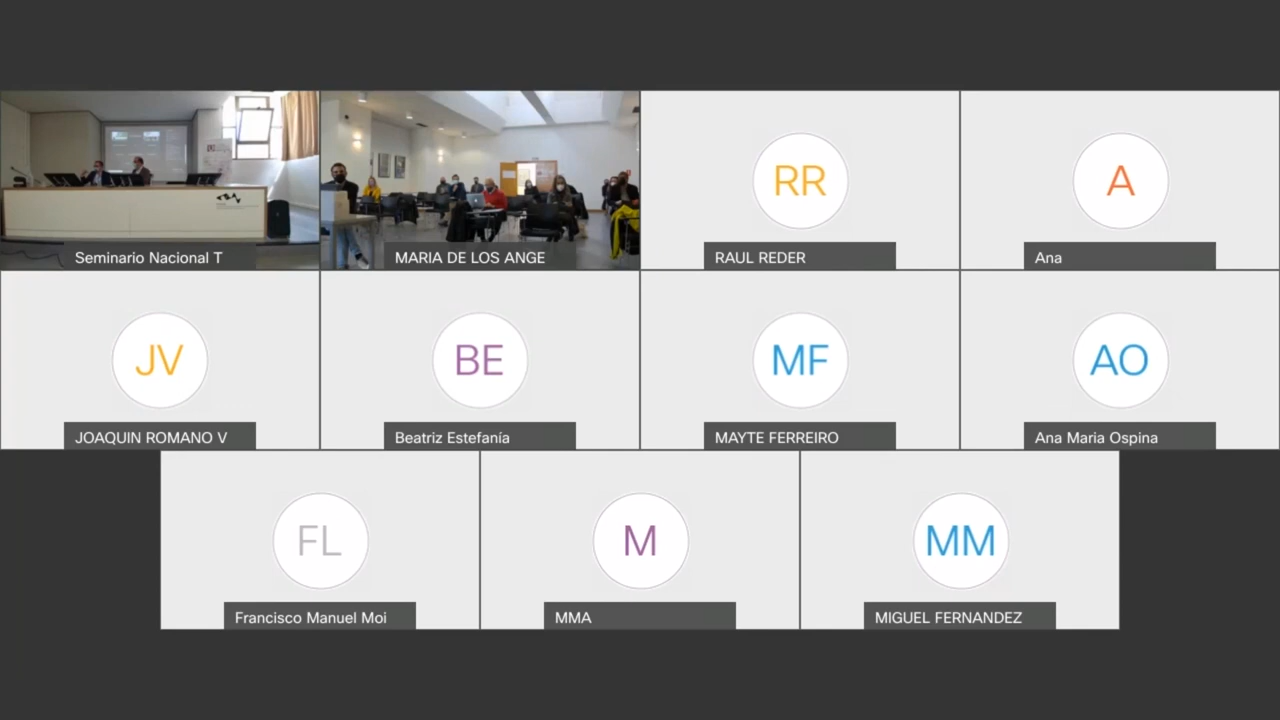 Seminario Nacional T
MARIA DE LOS ANGE
RR
RAUL REDER
A
Ana
JV
JOAQUIN ROMANO V
BE
Beatriz Estefanía
MF
MAYTE FERREIRO
AO
Ana Maria Ospina
FL
Francisco Manuel Moi
M
MMA
MM
MIGUEL FERNANDEZ